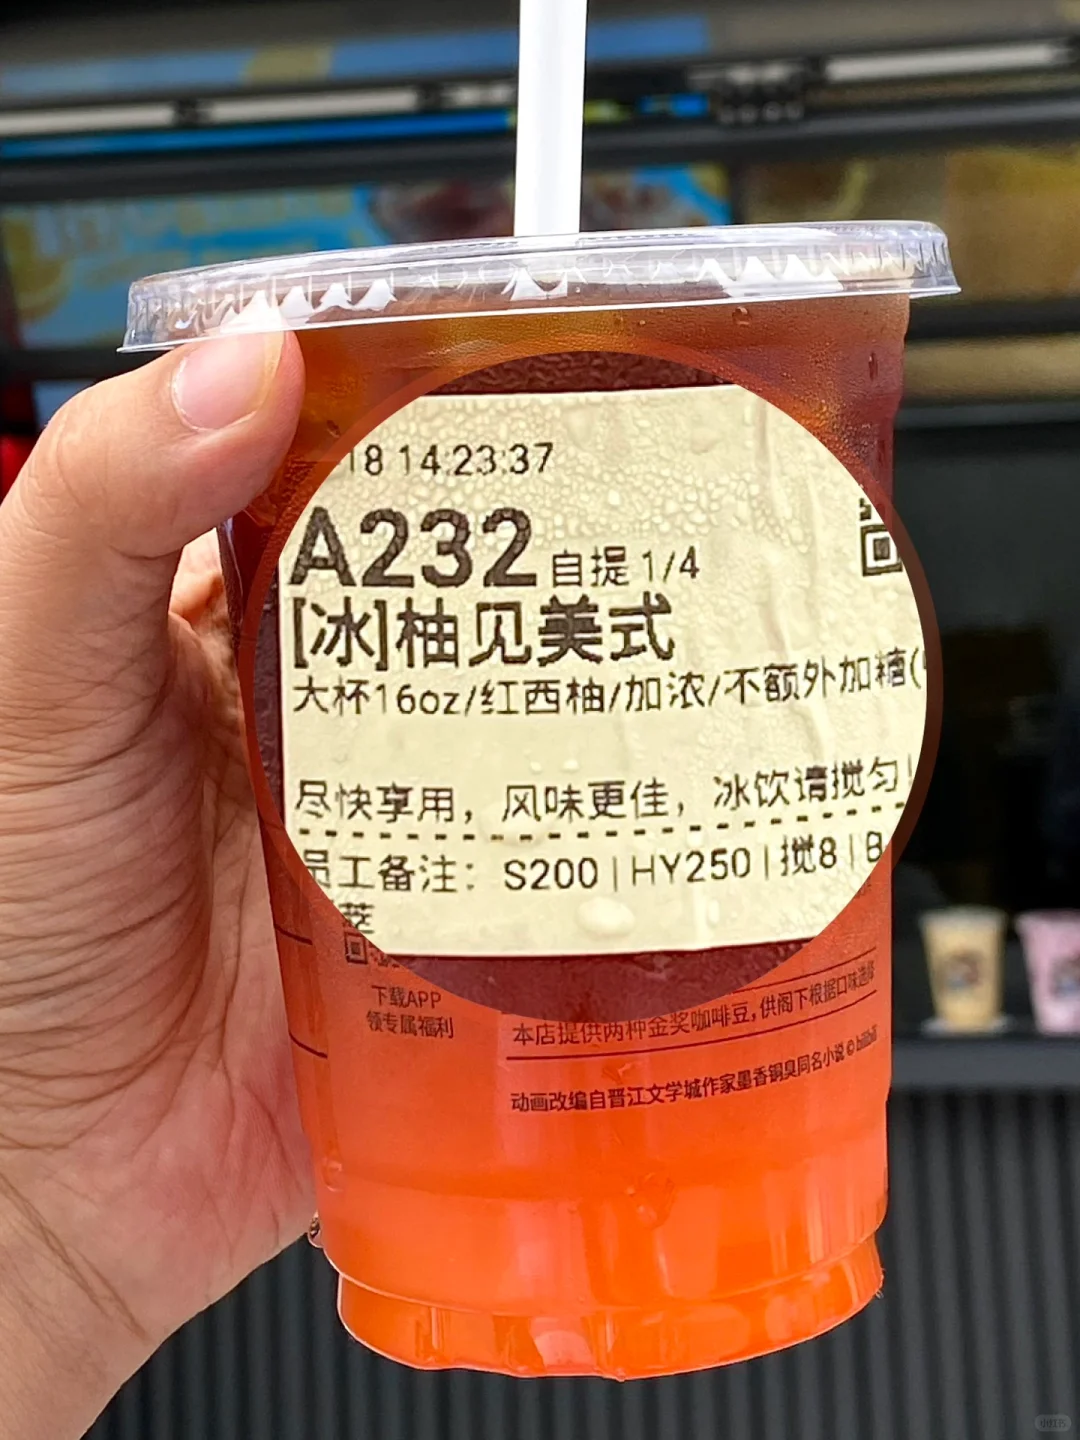 18 14:23:37
A232 自提 1/4
[冰]柚见美式
大杯16oz/红西柚/加浓/不额外加糖(
尽快享用，风味更佳，冰饮请搅匀!
员工备注：S200 | HY250 | 搅8 | B
下载APP
领专属福利
本店提供两种金奖咖啡豆,供阁下根据口味选择
动画改编自晋江文学城作家墨香铜臭同名小说 © bilibili
小红书